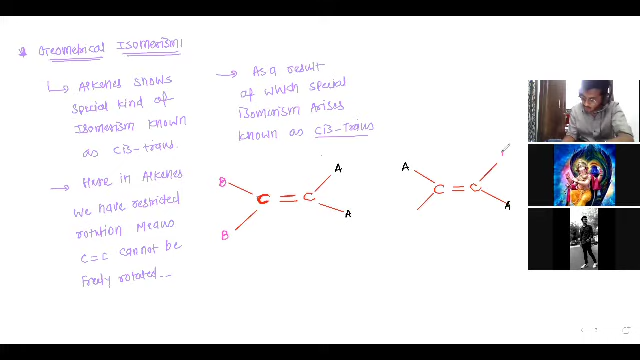 * Geometrical Isomerism
Alkenes shows
special kind of
Isomerism known
as cis-trans.
Here in Alkenes
we have restricted
rotation Means
C=C cannot be
freely rotated...
As a result
of which special
isomerism Arises
known as cis-trans
B
C = C
A
A
B
A
C = C
A